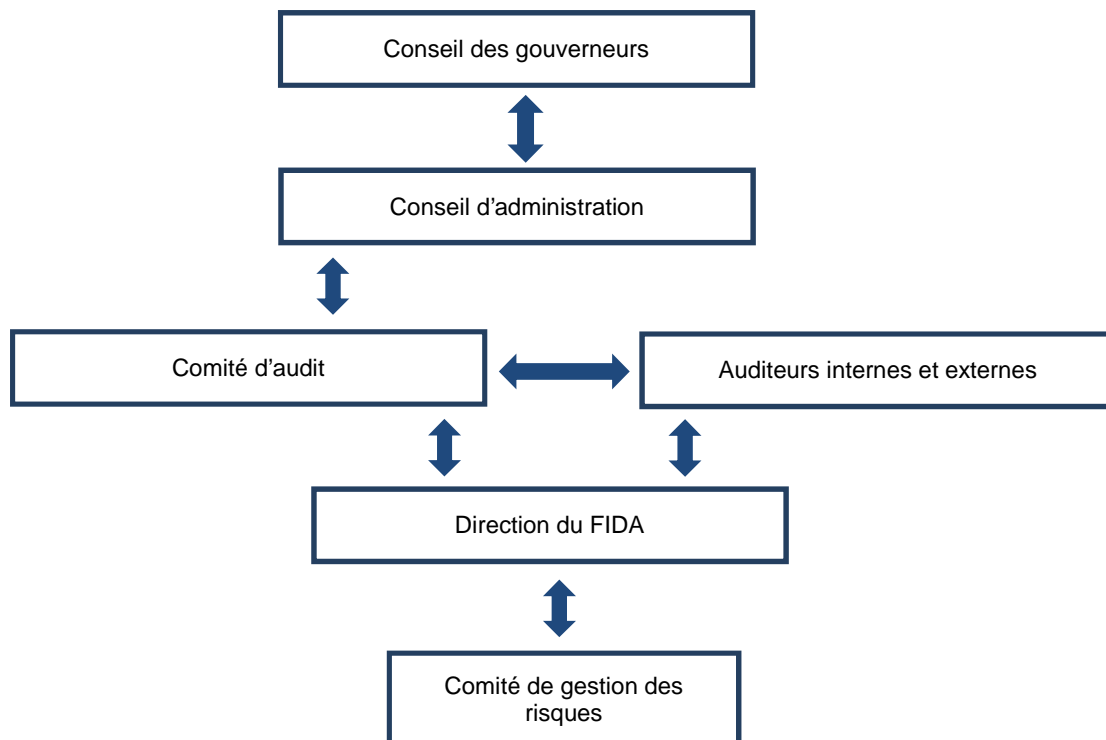 Conseil des gouverneurs
Conseil d’administration
Comité d’audit
Auditeurs internes et externes
Direction du FIDA
Comité de gestion des
risques